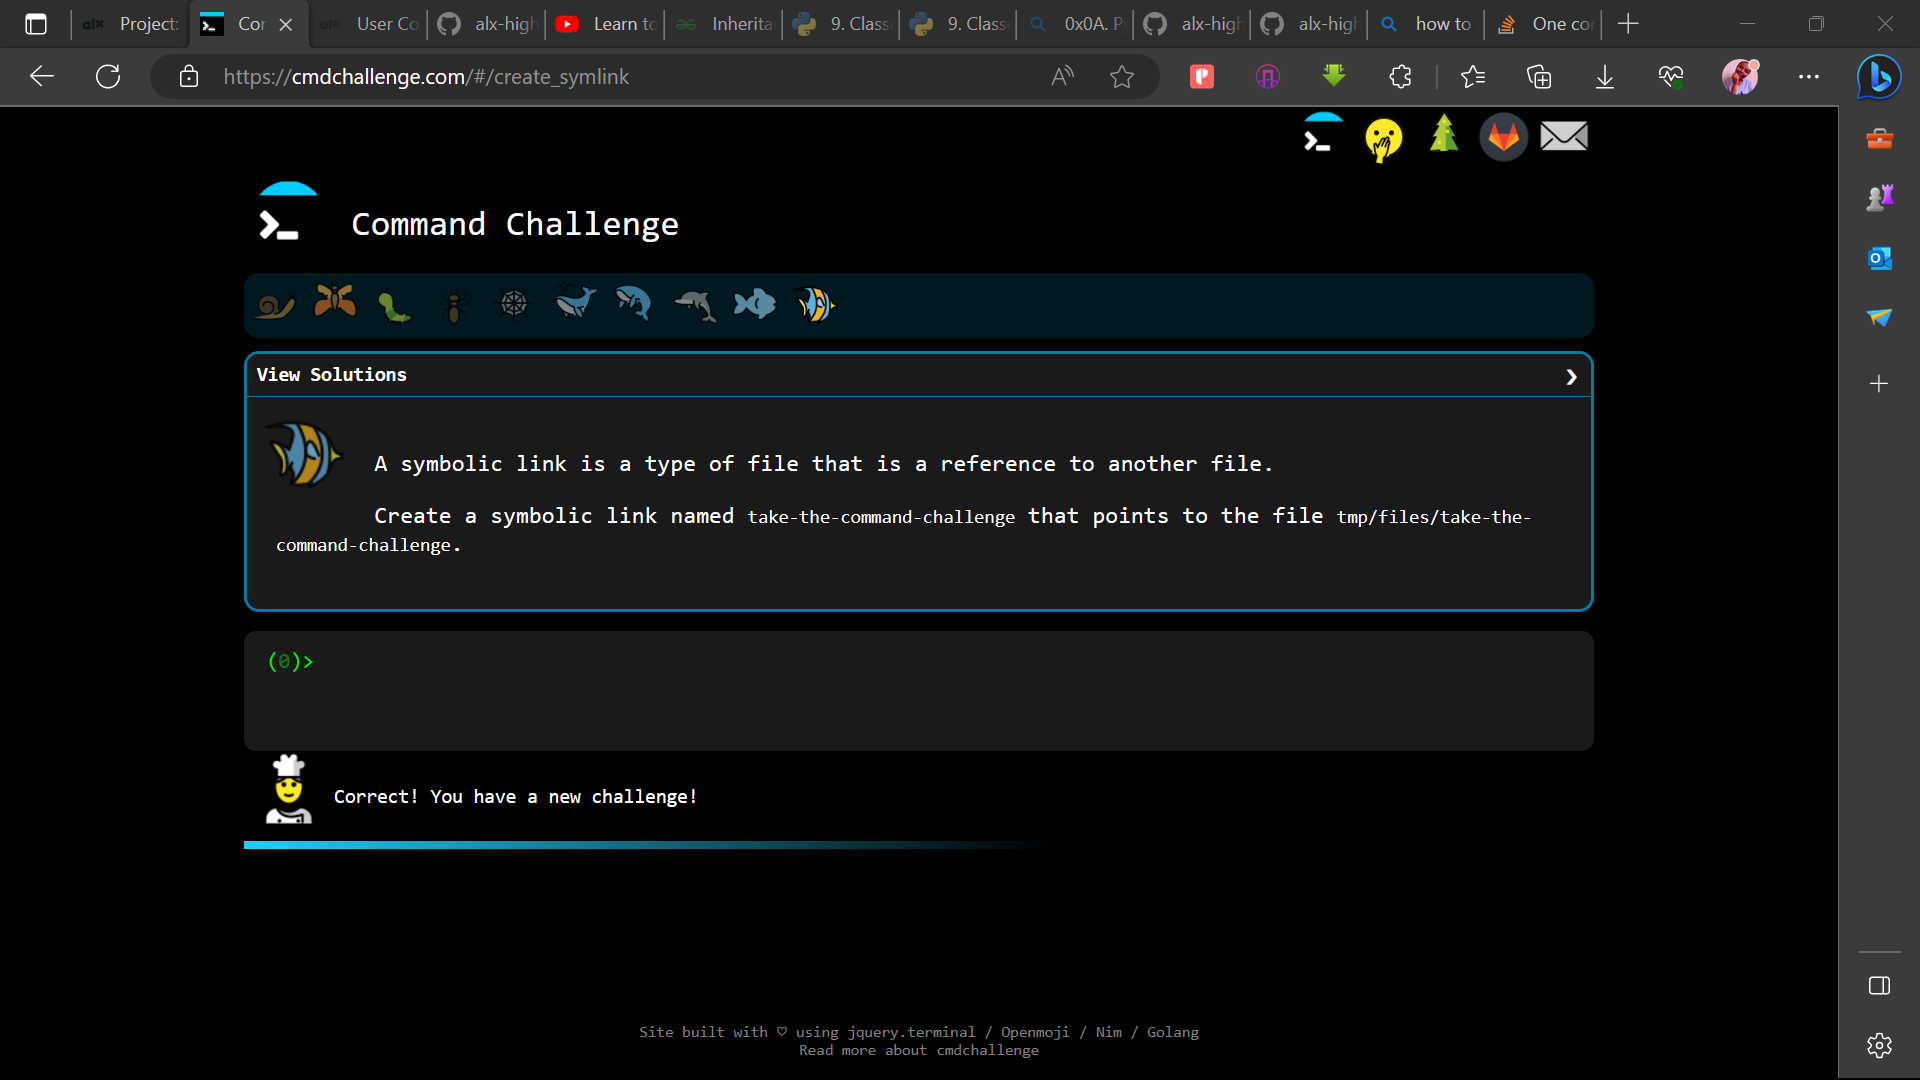 Project:
Cor
User Co
alx-high
Learn to
Inherita
9. Class
9. Class
0x0A. P
alx-high
alx-high
how to
One cor
https://cmdchallenge.com/#/create_symlink
Command Challenge
View Solutions
A symbolic link is a type of file that is a reference to another file.
Create a symbolic link named take-the-command-challenge that points to the file tmp/files/take-the-
command-challenge.
(0)>
Correct! You have a new challenge!
Site built with ♡ using jquery.terminal / Openmoji / Nim / Golang
Read more about cmdchallenge